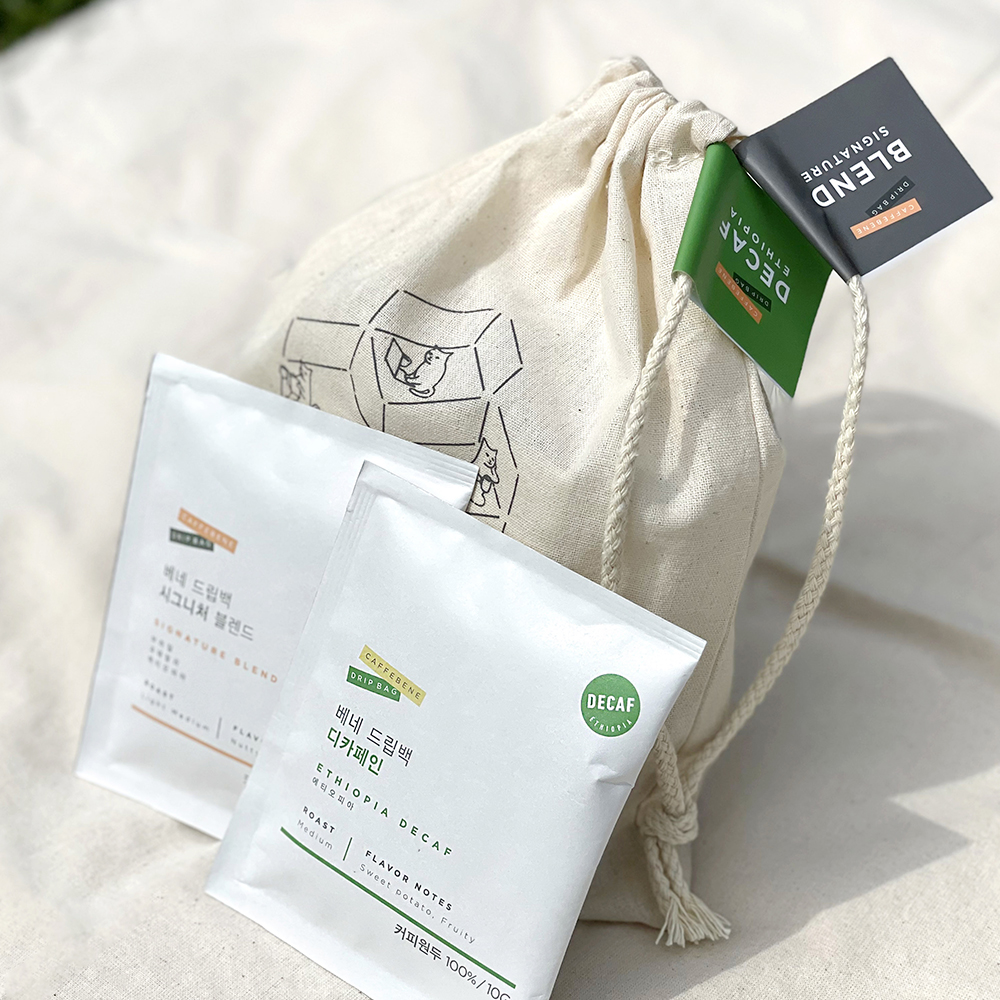 BLEND
SIGNATURE
DRIP BAG
CAFFEBENE
DECAF
ETHIOPIA
DRIP BAG
CAFFEBENE
CAFFEBENE
DRIP BAG
베네 드립백
시그니처 블렌드
SIGNATURE BLEND
ROAST
Light Medium
CAFFEBENE
DRIP BAG
베네 드립백
디카페인
ETHIOPIA DECAF
에티오피아
ROAST
Medium
FLAVOR NOTES
Sweet potato, Fruity
커피원두 100% / 10G
DECAF
ETHIOPIA